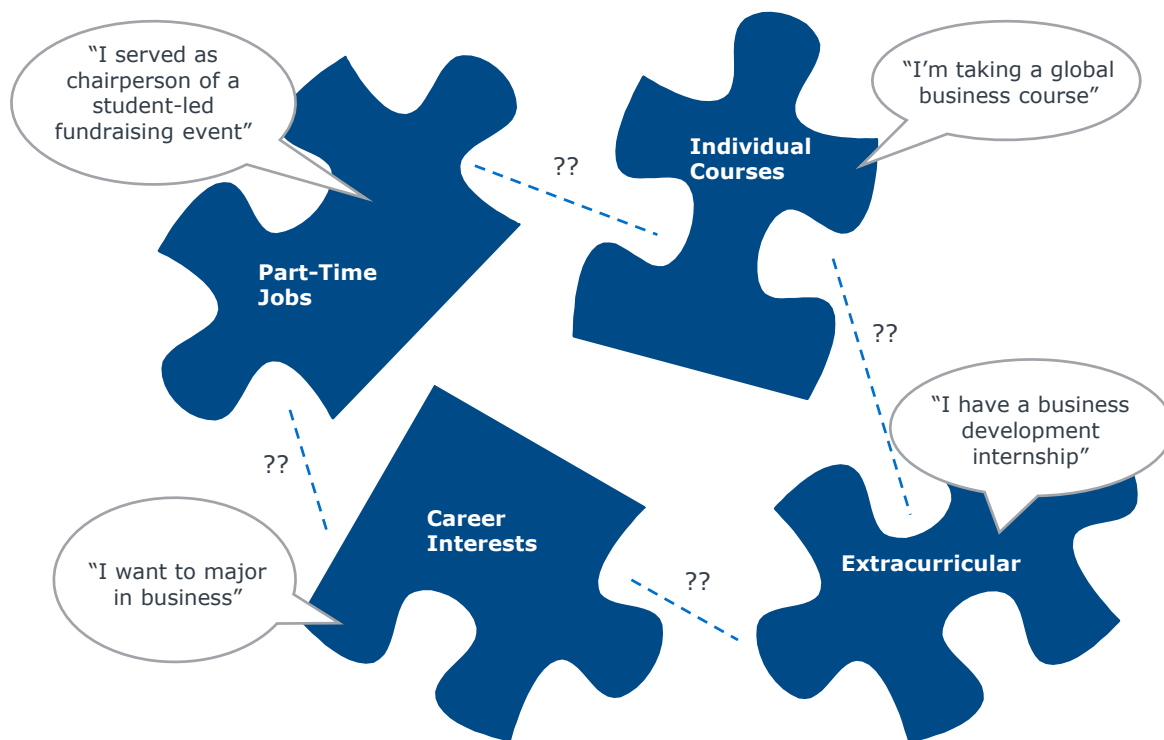 “I served as
chairperson of a
student-led
fundraising event”
“I’m taking a global
business course”
Individual
Courses
??
Part-Time
Jobs
??
“I have a business
development
internship”
??
Career
Interests
Extracurricular
“I want to major
in business”
??